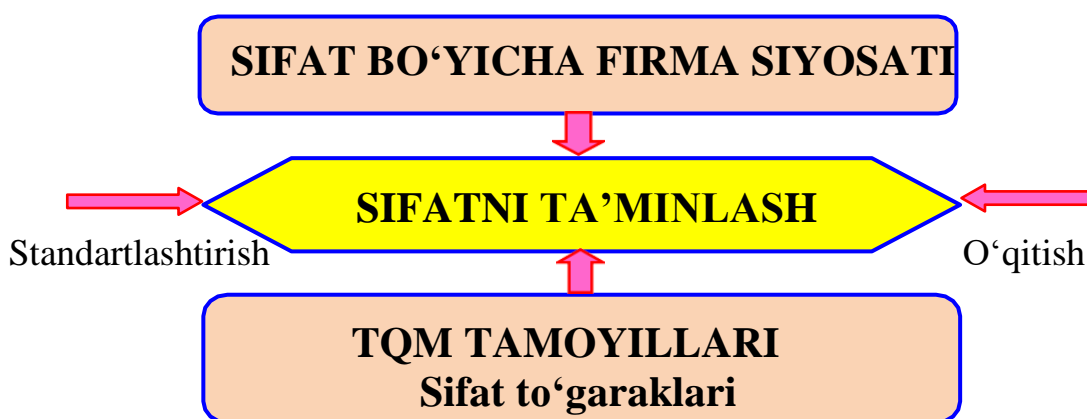 SIFAT BO‘YICHA FIRMA SIYOSATI
SIFATNI TA’MINLASH
Standartlashtirish
O‘qitish
TQM TAMOYILLARI
Sifat to‘garaklari